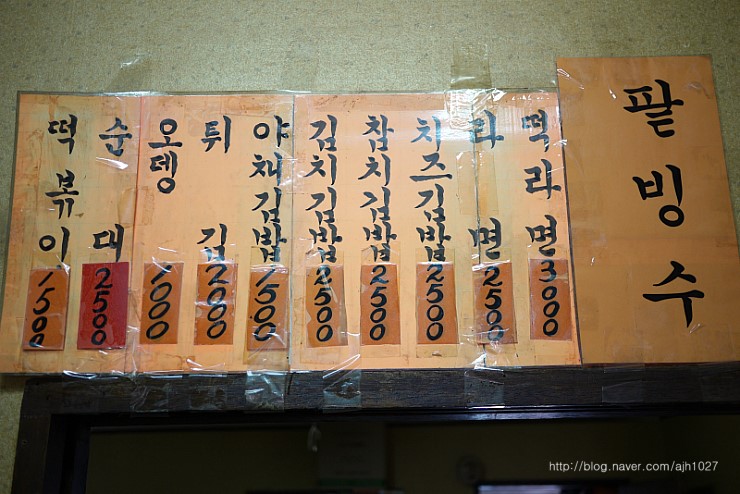 떡볶이 1500
순대 2500
오뎅 1000
튀김 2000
야채김밥 1500
김치김밥 2500
참치김밥 2500
치즈김밥 2500
라면 2500
떡라면 3000
팥빙수
http://blog.naver.com/ajh1027